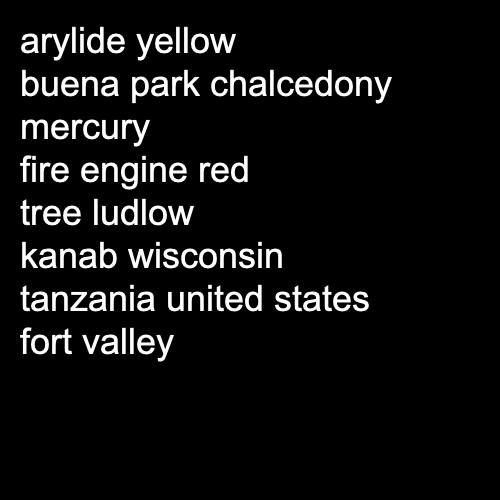 arylide yellow
buena park chalcedony
mercury
fire engine red
tree ludlow
kanab wisconsin
tanzania united states
fort valley